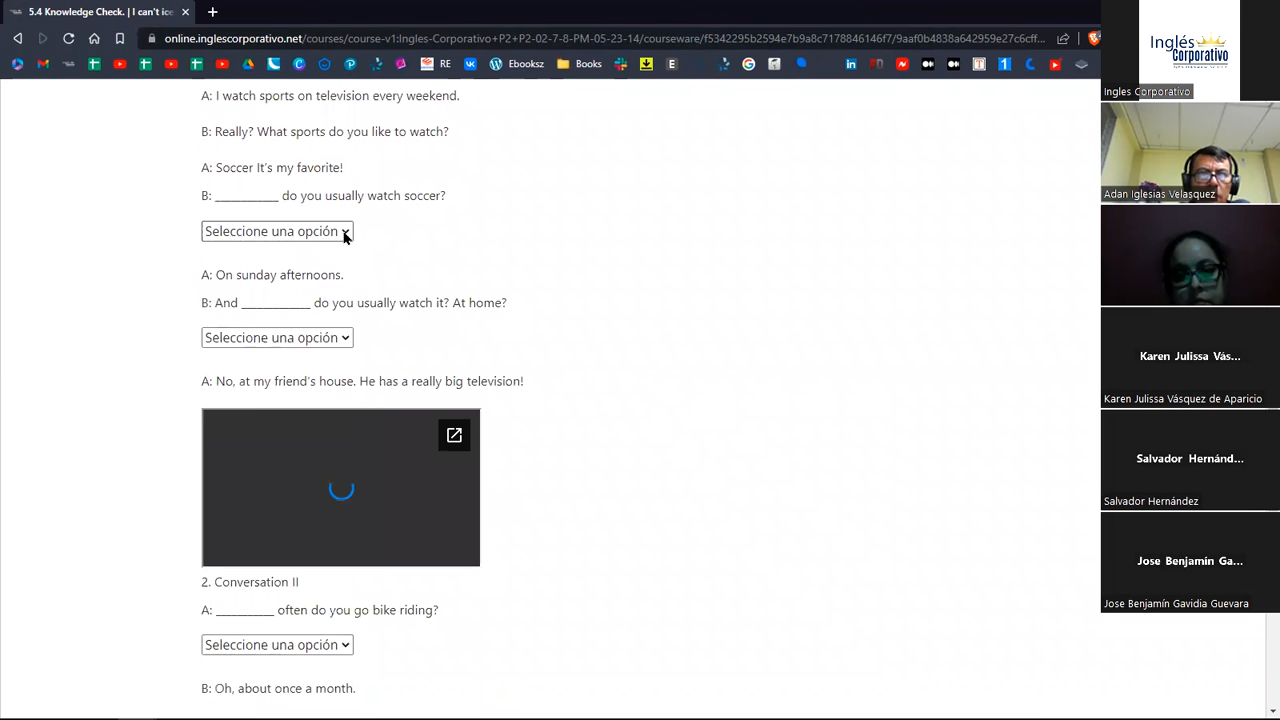 5.4 Knowledge Check. | I can't ice
online.inglescorporativo.net/courses/course-v1:Ingles-Corporativo+P2+P2-02-7-8-PM-05-23-14/courseware/f5342295b2594e7b9a8c7178f846146f7/9aaf0b4838a642959e27c6cff...
RE
Beeksz
Books
Inglés
Corporativo
Ingles Corporativo
A: I watch sports on television every weekend.
B: Really? What sports do you like to watch?
A: Soccer It's my favorite!
B: ___________ do you usually watch soccer?
Seleccione una opción
A: On sunday afternoons.
B: And ____________ do you usually watch it? At home?
Seleccione una opción
A: No, at my friend's house. He has a really big television!
2. Conversation II
A: __________ often do you go bike riding?
Seleccione una opción
B: Oh, about once a month.
Adan Iglesias Velasquez
Karen Julissa Vás...
Karen Julissa Vásquez de Aparicio
Salvador Hernánd...
Salvador Hernández
Jose Benjamin Ga...
Jose Benjamín Gavidia Guevara